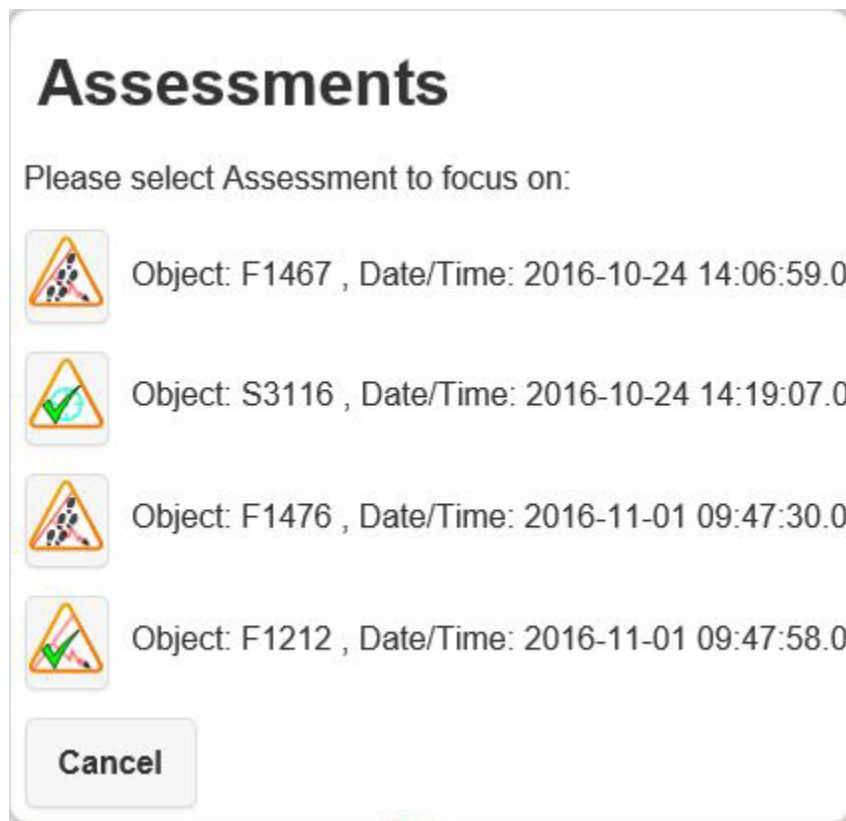 Assessments
Please select Assessment to focus on:
Object: F1467 , Date/Time: 2016-10-24 14:06:59.0
Object: S3116 , Date/Time: 2016-10-24 14:19:07.0
Object: F1476 , Date/Time: 2016-11-01 09:47:30.0
Object: F1212 , Date/Time: 2016-11-01 09:47:58.0
Cancel